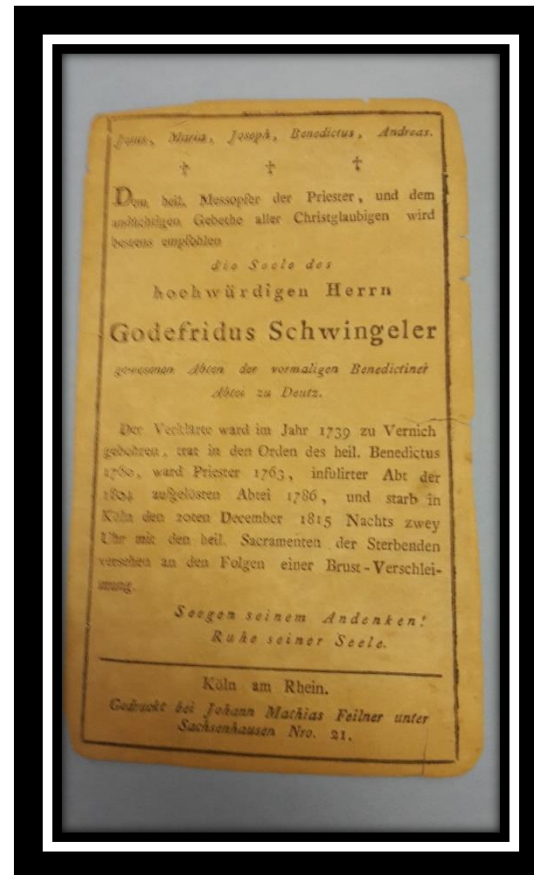 Jesus, Maria, Joseph, Benedictus, Andreas.
Dem heil. Messopfer der Priester, und dem
andächtigen Gebethe aller Christglaubigen wird
bestens empfohlen
die Seele des
hochwürdigen Herrn
Godefridus Schwingeler
gewesenen Abten der vormaligen Benedictiner
Abtei zu Deutz.
Der Verklärte ward im Jahr 1739 zu Vernich
gebohren, trat in den Orden des heil. Benedictus
1760, ward Priester 1763, infulirter Abt der
1804 aufgelösten Abtei 1786, und starb in
Köln den 20ten December 1815 Nachts zwey
Uhr mit den heil. Sacramenten der Sterbenden
versehen an den Folgen einer Brust-Verschlei-
mung.
Seegen seinem Andenken!
Ruhe seiner Seele.
Köln am Rhein.
Gedruckt bei Johann Mathias Feilner unter
Sachsenhausen Nro. 21.